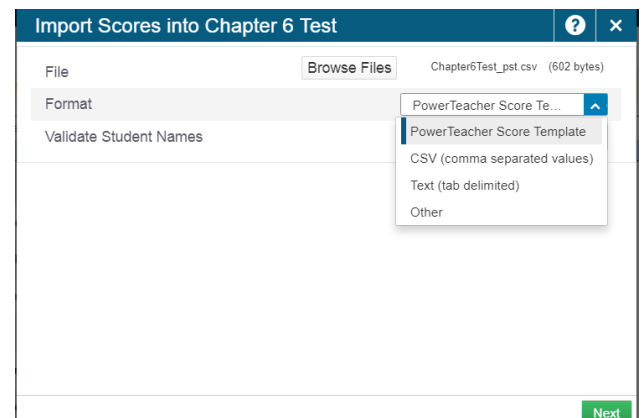 Import Scores into Chapter 6 Test ? ×
File Browse Files Chapter6Test_pst.csv (602 bytes)
Format PowerTeacher Score Te...
Validate Student Names
PowerTeacher Score Template
CSV (comma separated values)
Text (tab delimited)
Other
Next